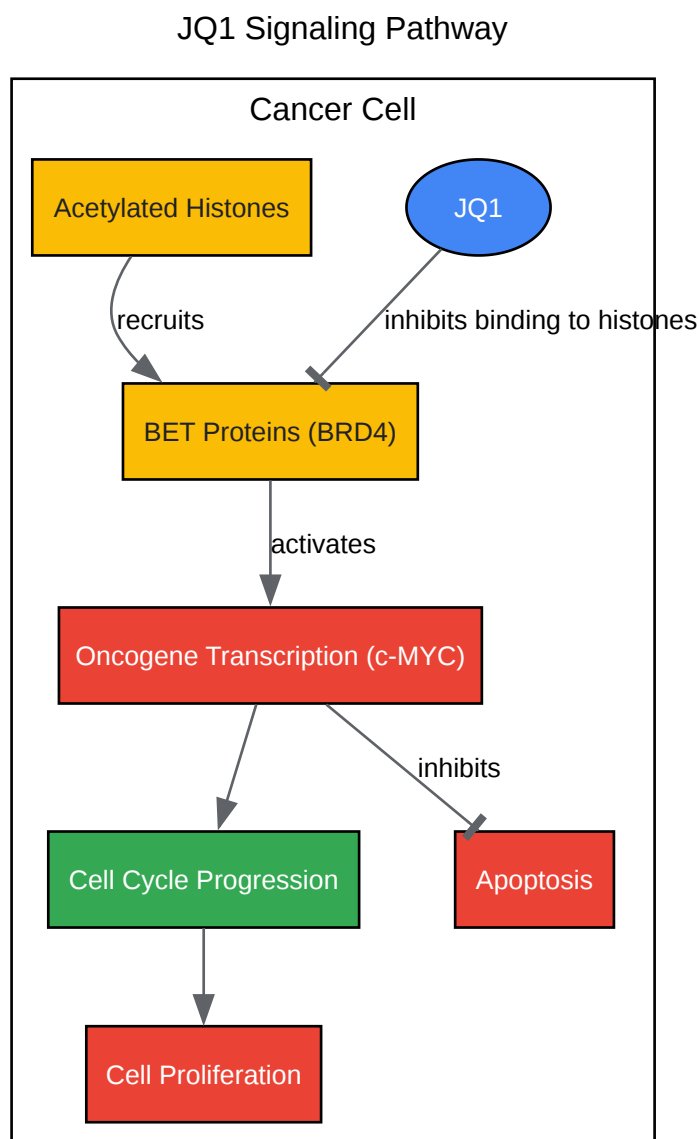 JQ1 Signaling Pathway
Cancer Cell
Acetylated Histones
JQ1
recruits
inhibits binding to histones
BET Proteins (BRD4)
activates
Oncogene Transcription (c-MYC)
inhibits
Cell Cycle Progression
Apoptosis
Cell Proliferation